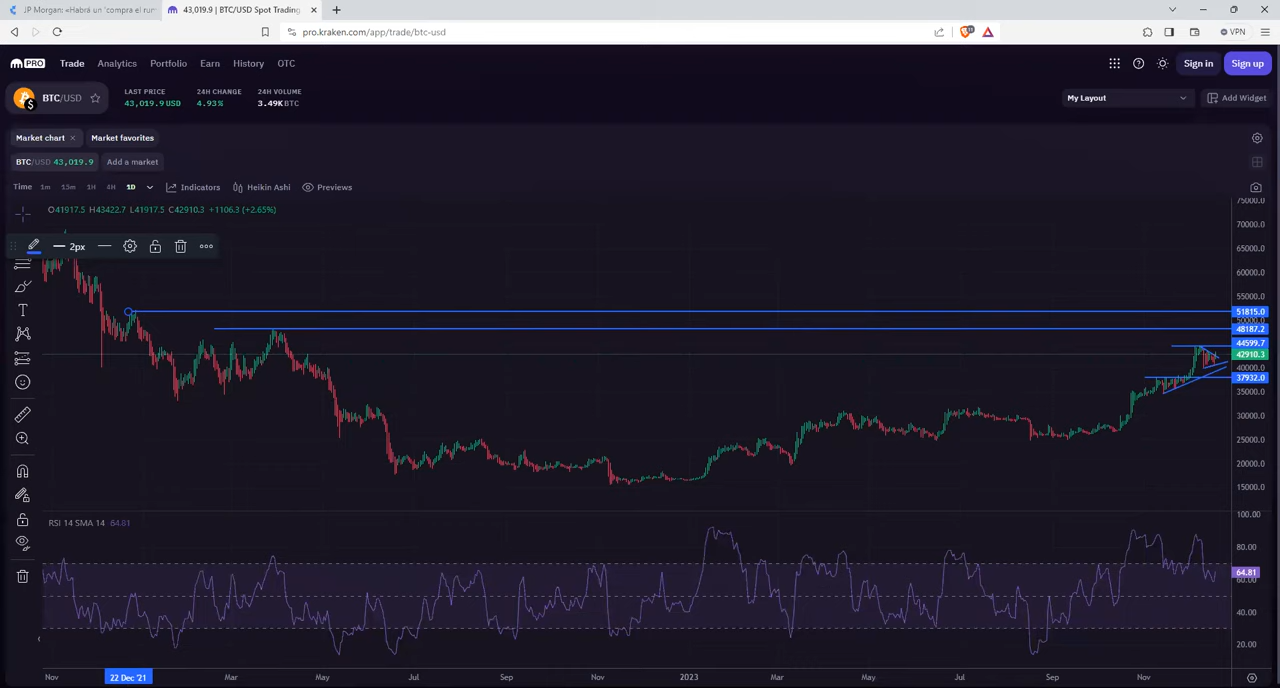 JP Morgan: «Habrá un 'compra el rum
43,019.9 | BTC/USD Spot Trading
pro.kraken.com/app/trade/btc-usd
VPN
PRO Trade Analytics Portfolio Earn History OTC
Sign in Sign up
BTC/USD
LAST PRICE 24H CHANGE 24H VOLUME
43,019.9 USD 4.93% 3.49K BTC
My Layout Add Widget
Market chart Market favorites
BTC/USD 43,019.9 Add a market
Time 1m 15m 1H 4H 1D Indicators Heikin Ashi Previews
O41917.5 H43422.7 L41917.5 C42910.3 +1106.3 (+2.65%)
2px
75000.0
70000.0
65000.0
60000.0
55000.0
51815.0
50000.0
48187.2
44599.7
42910.3
40000.0
37932.0
35000.0
30000.0
25000.0
20000.0
15000.0
RSI 14 SMA 14 64.81
100.00
80.00
64.81
60.00
40.00
20.00
Nov 22 Dec '21 Mar May Jul Sep Nov 2023 Mar May Jul Sep Nov